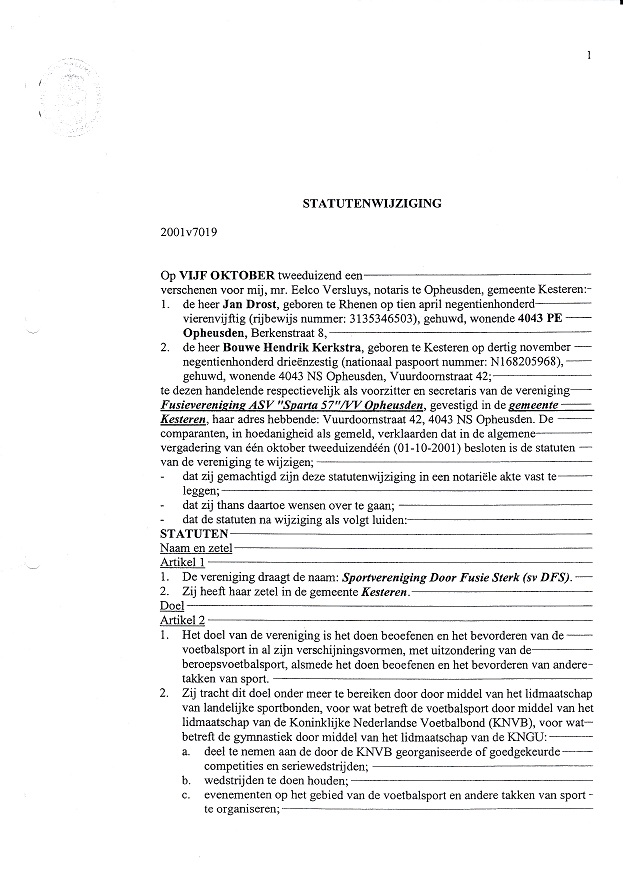 1
STATUTENWIJZIGING
2001v7019
Op VIJF OKTOBER tweeduizend een
verschenen voor mij, mr. Eelco Versluys, notaris te Opheusden, gemeente Kesteren:-
1. de heer Jan Drost, geboren te Rhenen op tien april negentienhonderd
vierenvijftig (rijbewijs nummer: 3135346503), gehuwd, wonende 4043 PE
Opheusden, Berkenstraat 8,
2. de heer Bouwe Hendrik Kerkstra, geboren te Kesteren op dertig november
negentienhonderd drieënzestig (nationaal paspoort nummer: N168205968),
gehuwd, wonende 4043 NS Opheusden, Vuurdoornstraat 42;
te dezen handelende respectievelijk als voorzitter en secretaris van de vereniging
Fusievereniging ASV "Sparta 57"/VV Opheusden, gevestigd in de gemeente
Kesteren, haar adres hebbende: Vuurdoornstraat 42, 4043 NS Opheusden. De
comparanten, in hoedanigheid als gemeld, verklaarden dat in de algemene
vergadering van één oktober tweeduizendéén (01-10-2001) besloten is de statuten
van de vereniging te wijzigen;
- dat zij gemachtigd zijn deze statutenwijziging in een notariële akte vast te
leggen;
- dat zij thans daartoe wensen over te gaan;
- dat de statuten na wijziging als volgt luiden:
STATUTEN
Naam en zetel
Artikel 1
1. De vereniging draagt de naam: Sportvereniging Door Fusie Sterk (sv DFS).
2. Zij heeft haar zetel in de gemeente Kesteren.
Doel
Artikel 2
1. Het doel van de vereniging is het doen beoefenen en het bevorderen van de
voetbalsport in al zijn verschijningsvormen, met uitzondering van de
beroepsvoetbalsport, alsmede het doen beoefenen en het bevorderen van andere-
takken van sport.
2. Zij tracht dit doel onder meer te bereiken door door middel van het lidmaatschap
van landelijke sportbonden, voor wat betreft de voetbalsport door middel van het
lidmaatschap van de Koninklijke Nederlandse Voetbalbond (KNVB), voor wat
betreft de gymnastiek door middel van het lidmaatschap van de KNGU:
a. deel te nemen aan de door de KNVB georganiseerde of goedgekeurde
competities en seriewedstrijden;
b. wedstrijden te doen houden;
c. evenementen op het gebied van de voetbalsport en andere takken van sport -
te organiseren;